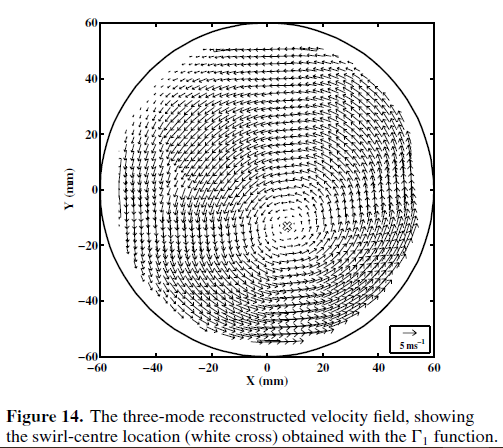 60
40
20
0
−20
−40
−60
Y (mm)
5 ms⁻¹
−60 −40 −20 0 20 40 60
X (mm)
Figure 14. The three-mode reconstructed velocity field, showing
the swirl-centre location (white cross) obtained with the Γ₁ function.